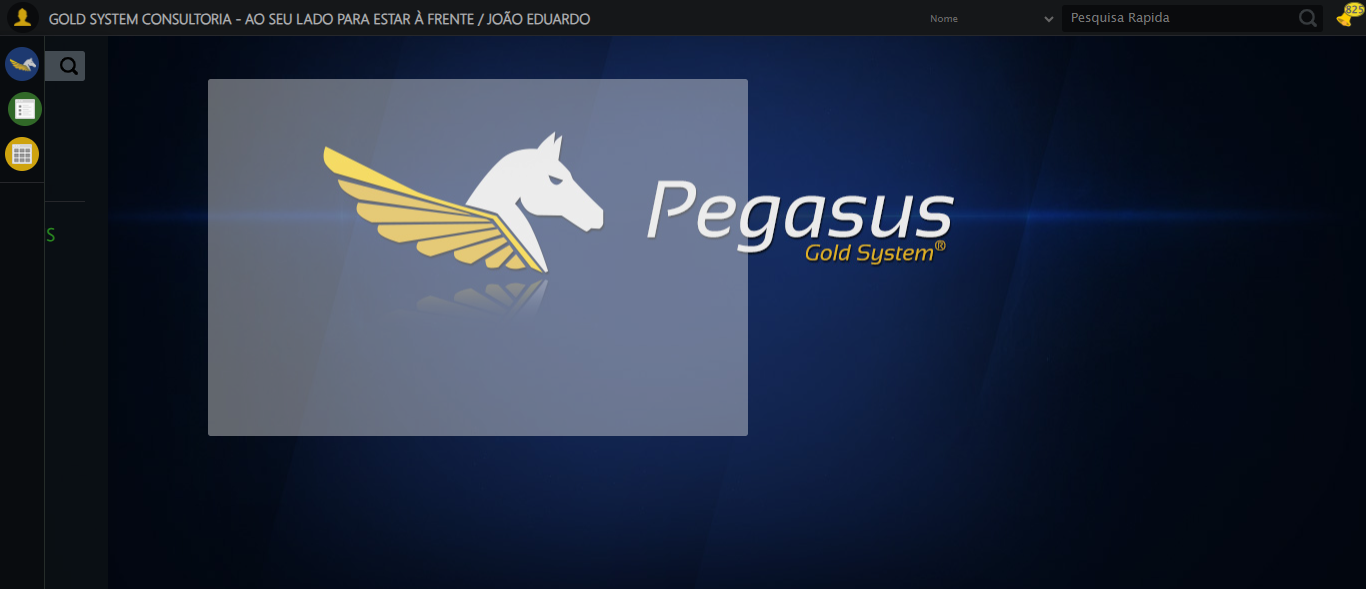 GOLD SYSTEM CONSULTORIA - AO SEU LADO PARA ESTAR À FRENTE / JOÃO EDUARDO
Nome
Pesquisa Rapida
825
S
Pegasus
Gold System®